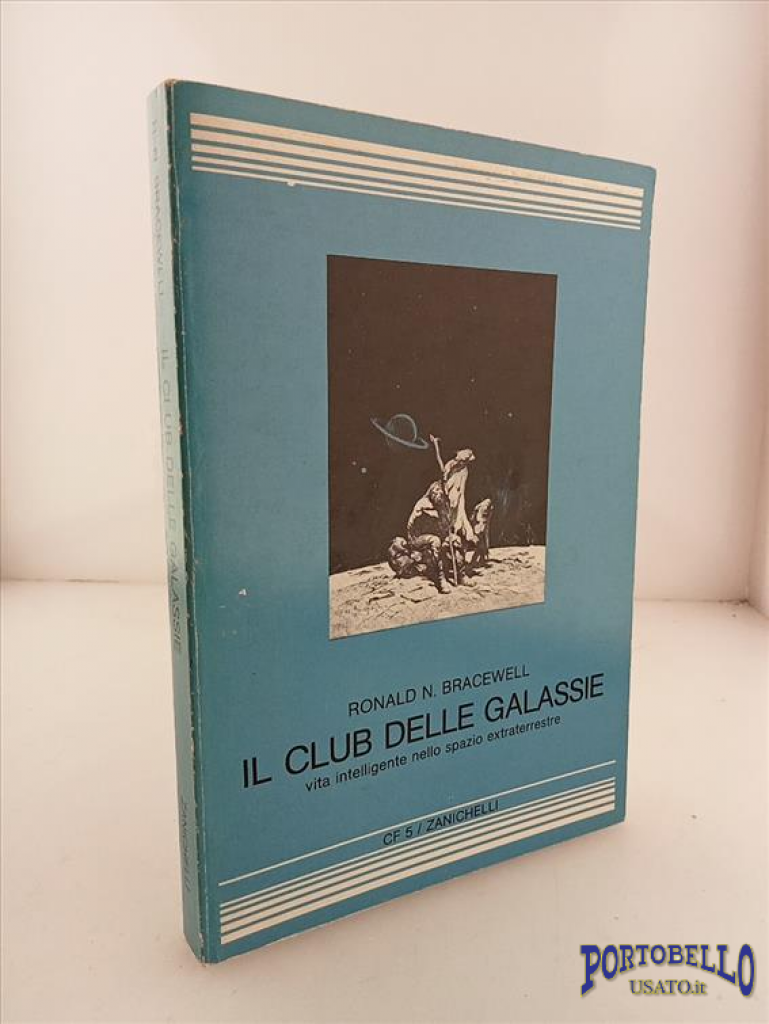 R.N. BRACEWELL IL CLUB DELLE GALASSIE ZANICHELLI
RONALD N. BRACEWELL
IL CLUB DELLE GALASSIE
vita intelligente nello spazio extraterrestre
CF 5 / ZANICHELLI
PORTOBELLO
USATO.it